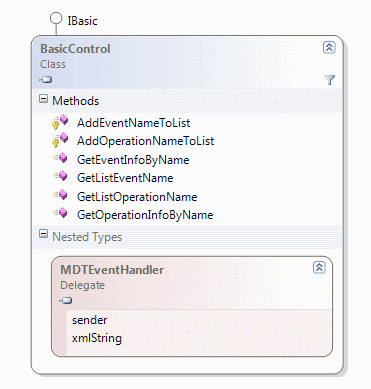 IBasic
BasicControl
Class
Methods
AddEventNameToList
AddOperationNameToList
GetEventInfoByName
GetListEventName
GetListOperationName
GetOperationInfoByName
Nested Types
MDTEventHandler
Delegate
sender
xmlString